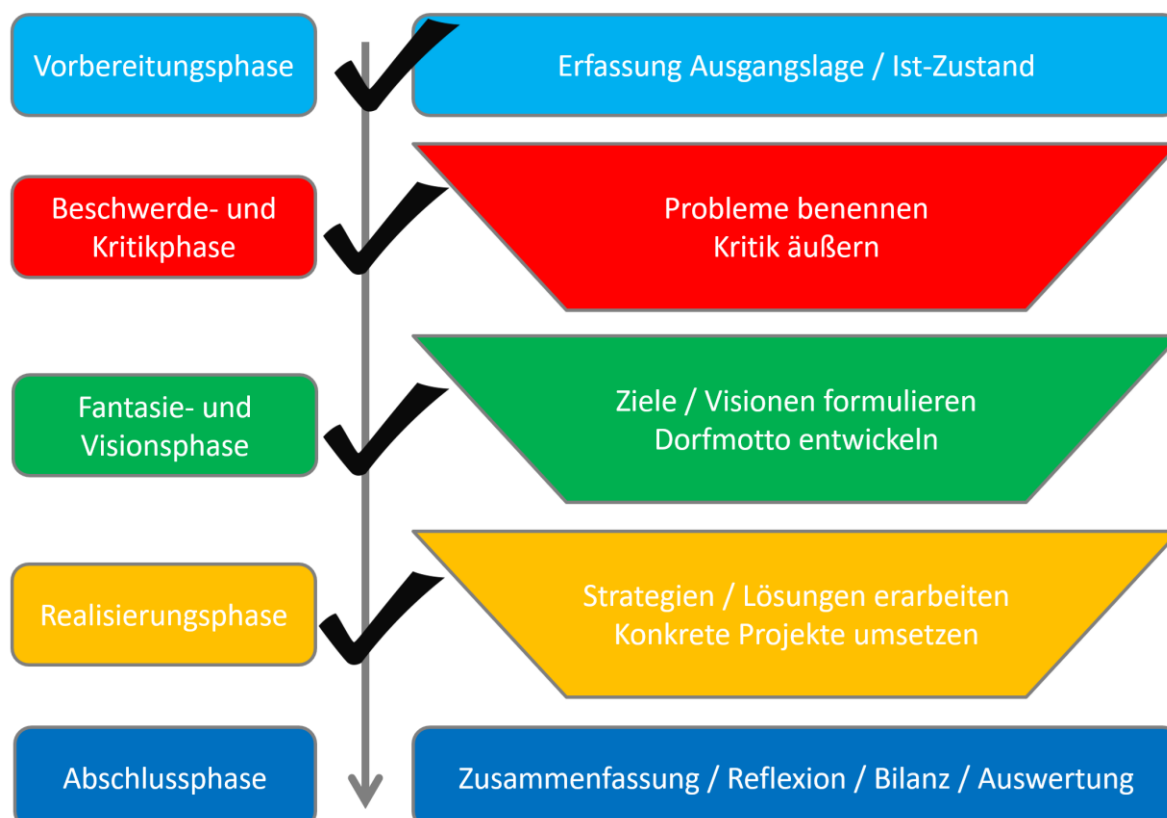 Vorbereitungsphase
Erfassung Ausgangslage / Ist-Zustand
Beschwerde- und
Kritikphase
Probleme benennen
Kritik äußern
Fantasie- und
Visionsphase
Ziele / Visionen formulieren
Dorfmotto entwickeln
Realisierungsphase
Strategien / Lösungen erarbeiten
Konkrete Projekte umsetzen
Abschlussphase
Zusammenfassung / Reflexion / Bilanz / Auswertung